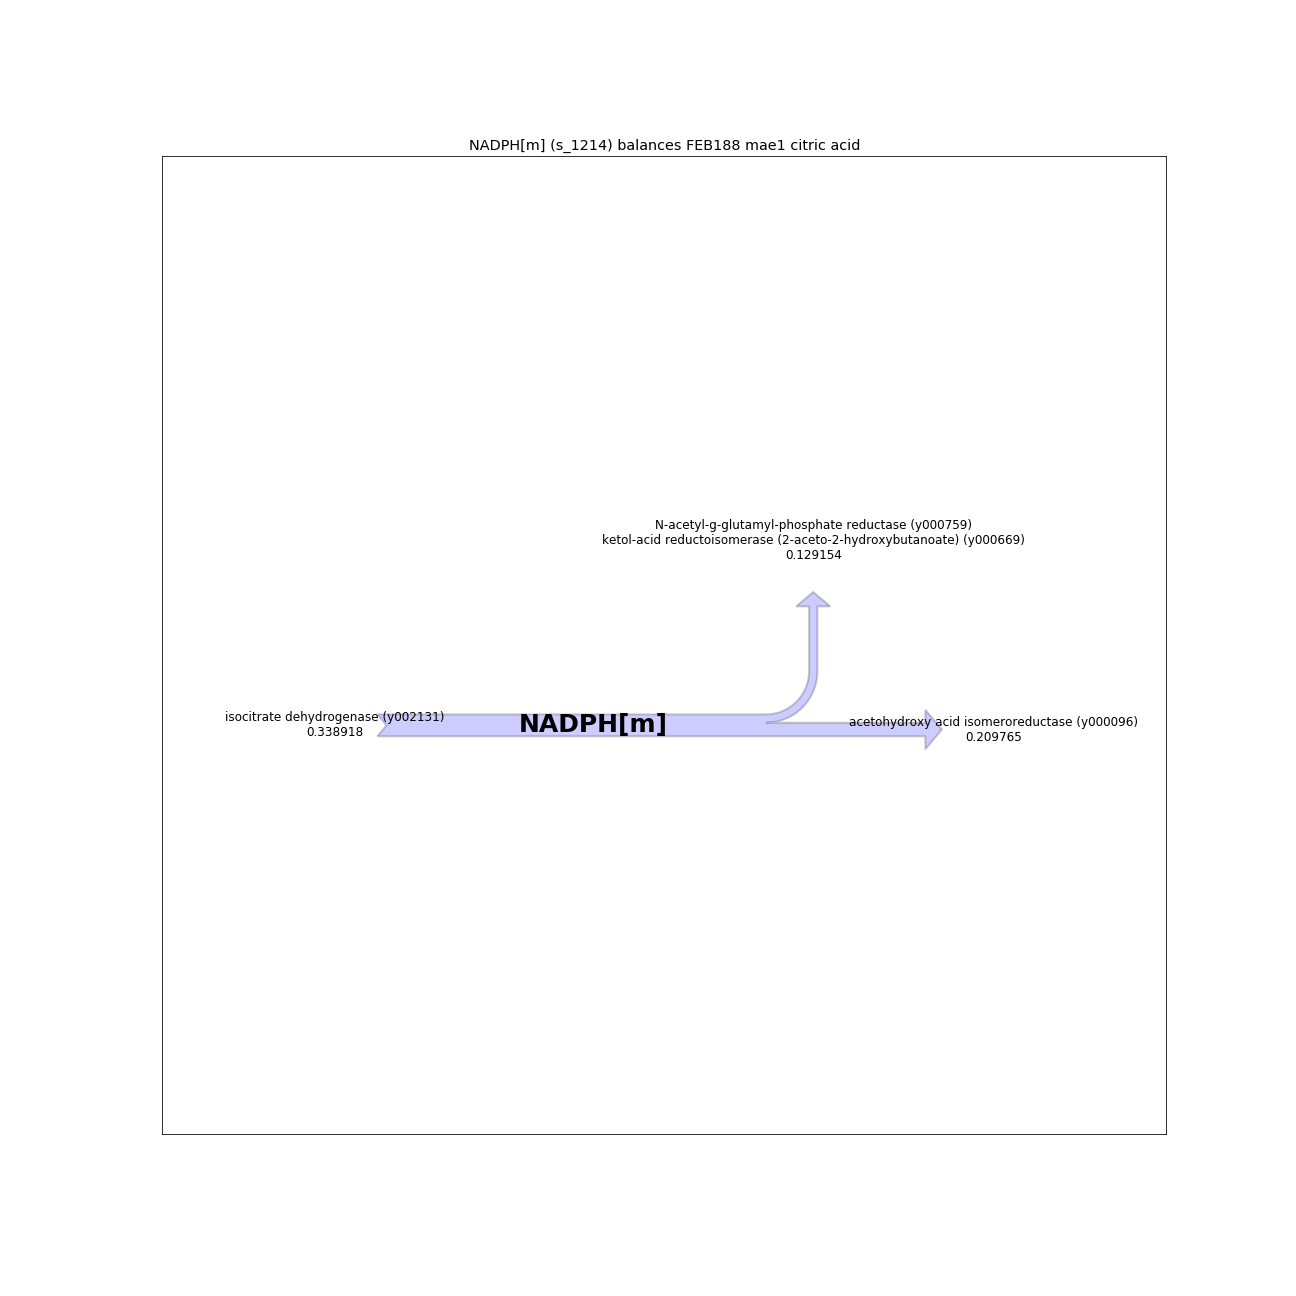 NADPH[m] (s_1214) balances FEB188 mae1 citric acid
N-acetyl-g-glutamyl-phosphate reductase (y000759)
ketol-acid reductoisomerase (2-aceto-2-hydroxybutanoate) (y000669)
0.129154
isocitrate dehydrogenase (y002131)
0.338918
NADPH[m]
acetohydroxy acid isomeroreductase (y000096)
0.209765